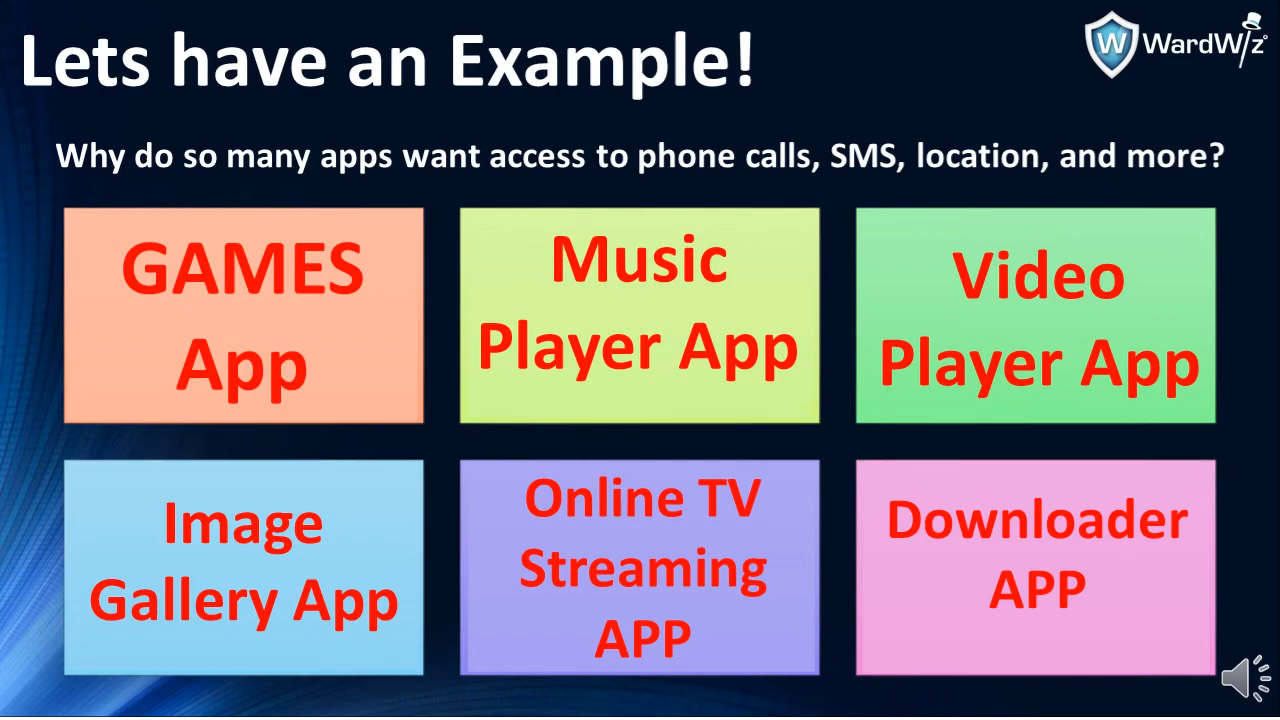 Lets have an Example!
W WardWiz
Why do so many apps want access to phone calls, SMS, location, and more?
GAMES
App
Music
Player App
Video
Player App
Image
Gallery App
Online TV
Streaming
APP
Downloader
APP